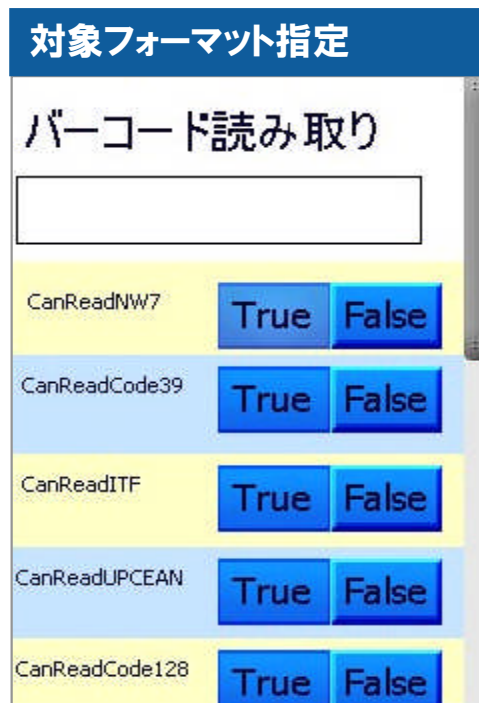 対象フォーマット指定
バーコード読み取り
CanReadNW7 True False
CanReadCode39 True False
CanReadITF True False
CanReadUPCEAN True False
CanReadCode128 True False